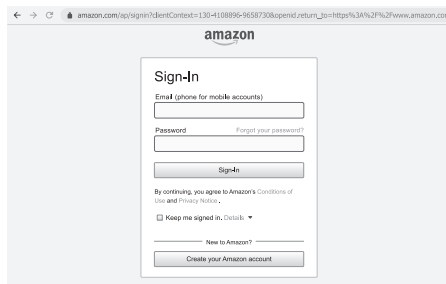 amazon.com/ap/signin?clientContext=130-4108896-9658730&openid.return_to=https%3A%2F%2Fwww.amazon.com
amazon
Sign-In
Email (phone for mobile accounts)
Password Forgot your password?
Sign-In
By continuing, you agree to Amazon's Conditions of
Use and Privacy Notice .
Keep me signed in. Details
New to Amazon?
Create your Amazon account